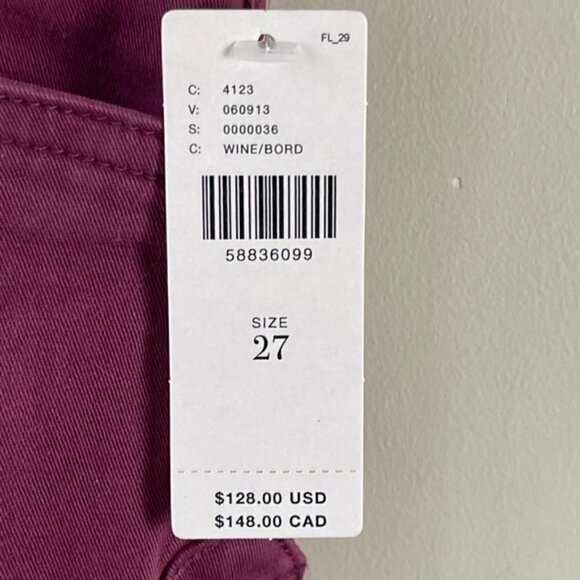 FL_29
C: 4123
V: 060913
S: 0000036
C: WINE/BORD
58836099
SIZE
27
$128.00 USD
$148.00 CAD